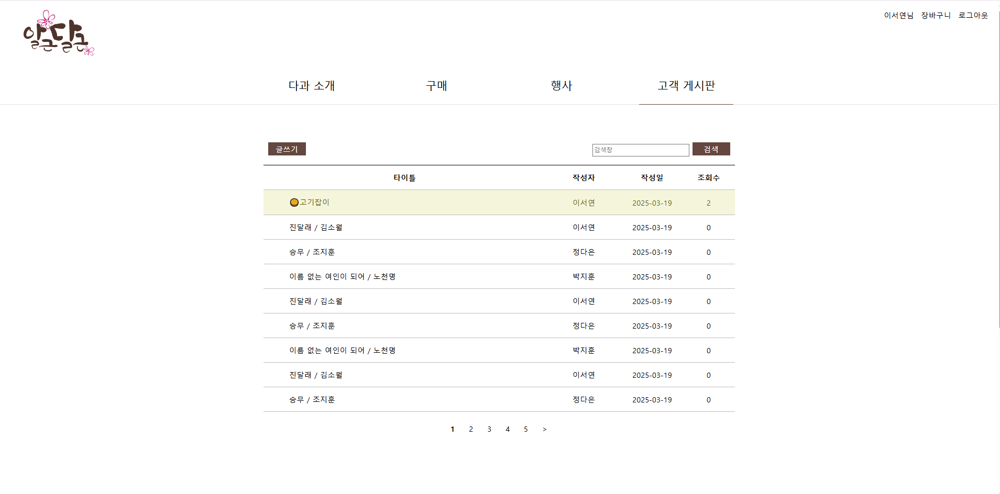 알근달근
이서연님 장바구니 로그아웃
다과 소개 구매 행사 고객 게시판
글쓰기 검색창 검색
타이틀 작성자 작성일 조회수
고기잡이 이서연 2025-03-19 2
진달래 / 김소월 이서연 2025-03-19 0
승무 / 조지훈 정다은 2025-03-19 0
이름 없는 여인이 되어 / 노천명 박지훈 2025-03-19 0
진달래 / 김소월 이서연 2025-03-19 0
승무 / 조지훈 정다은 2025-03-19 0
이름 없는 여인이 되어 / 노천명 박지훈 2025-03-19 0
진달래 / 김소월 이서연 2025-03-19 0
승무 / 조지훈 정다은 2025-03-19 0
1 2 3 4 5 >